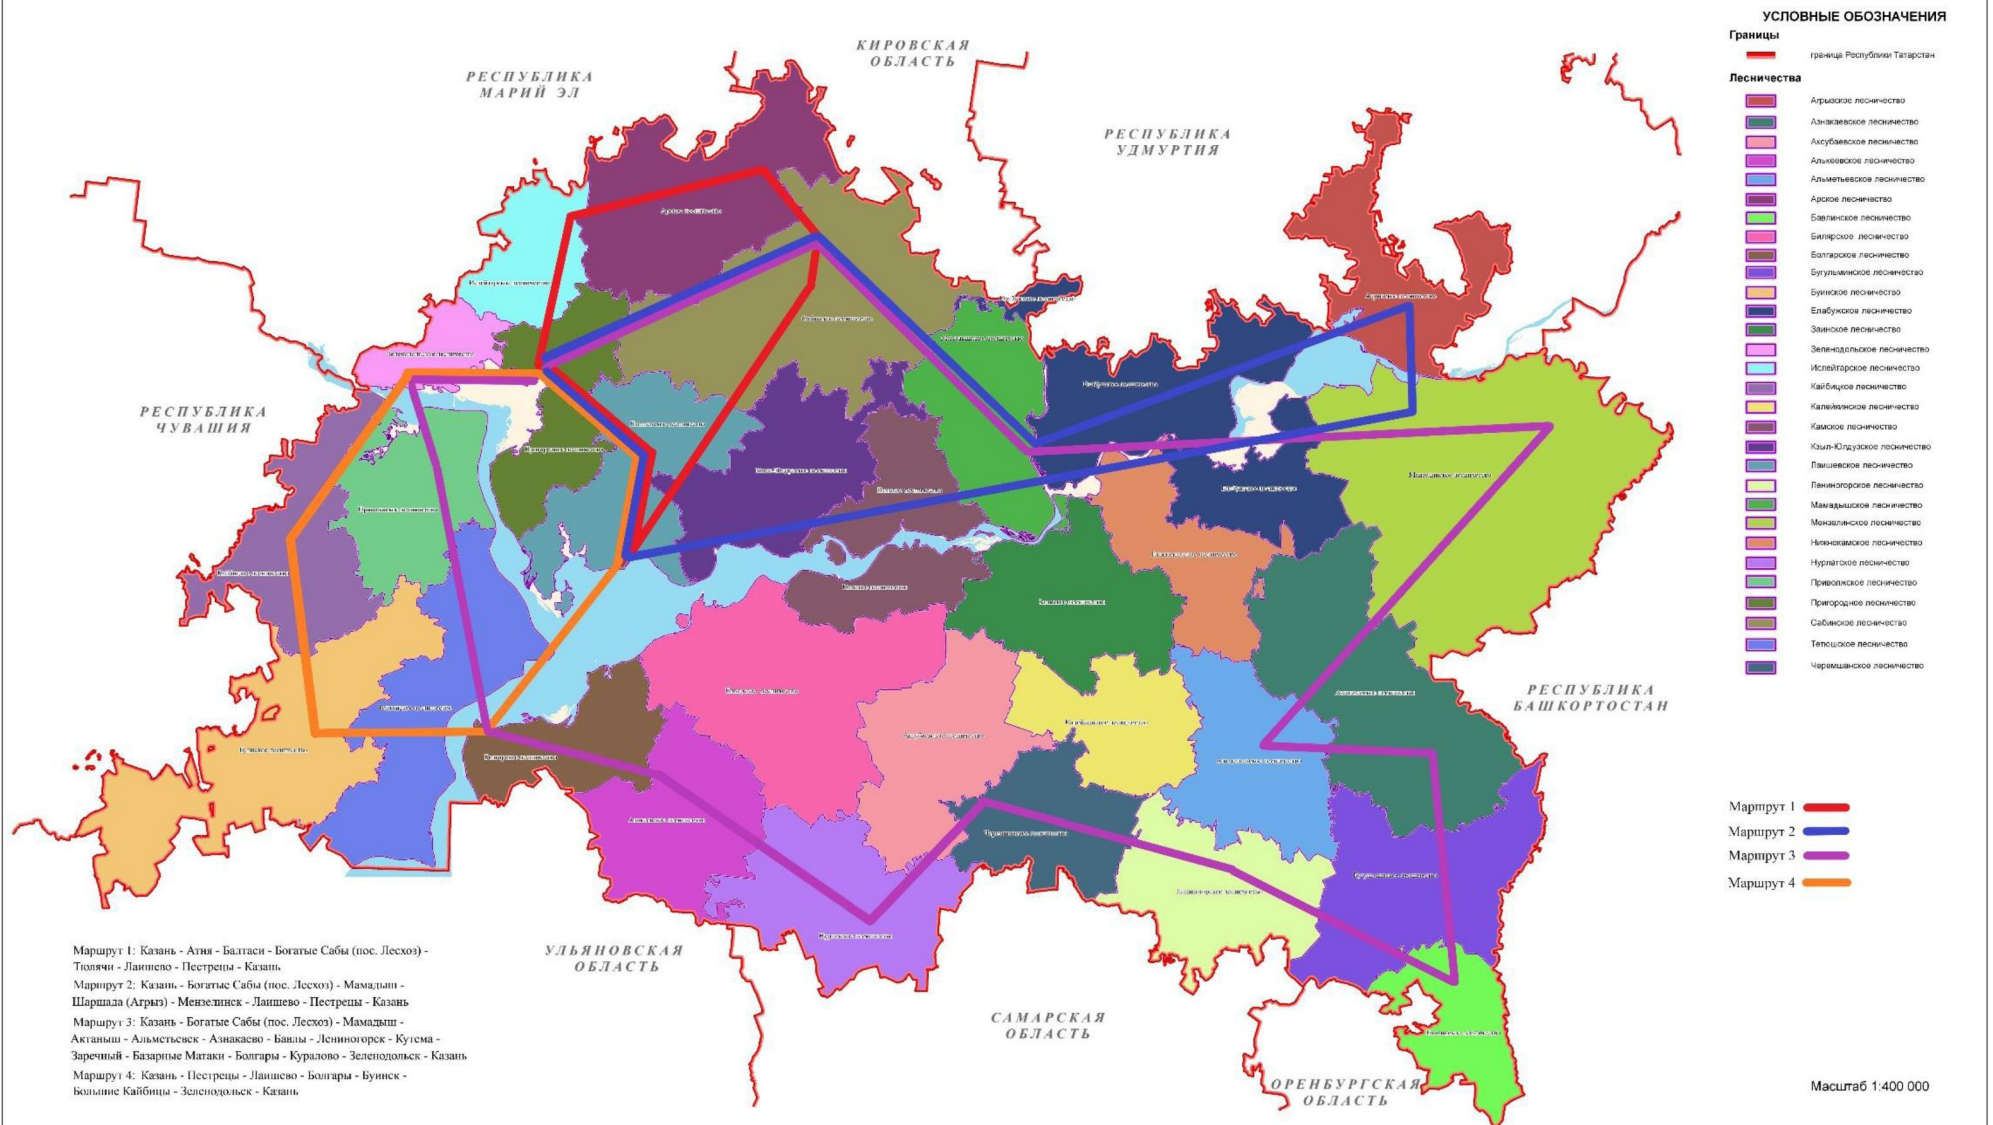 УСЛОВНЫЕ ОБОЗНАЧЕНИЯ
Границы
граница Республики Татарстан
Лесничества
Агрызское лесничество
Азнакаевское лесничество
Аксубаевское лесничество
Алькеевское лесничество
Альметьевское лесничество
Арское лесничество
Бавлинское лесничество
Билярское лесничество
Болгарское лесничество
Бугульминское лесничество
Буинское лесничество
Елабужское лесничество
Заинское лесничество
Зеленодольское лесничество
Ислейтарское лесничество
Кайбицкое лесничество
Калейкинское лесничество
Камское лесничество
Кзыл-Юлдузское лесничество
Лаишевское лесничество
Лениногорское лесничество
Мамадышское лесничество
Мензелинское лесничество
Нижнекамское лесничество
Нурлатское лесничество
Приволжское лесничество
Пригородное лесничество
Сабинское лесничество
Тетюшское лесничество
Черемшанское лесничество
КИРОВСКАЯ
ОБЛАСТЬ
РЕСПУБЛИКА
МАРИЙ ЭЛ
РЕСПУБЛИКА
УДМУРТИЯ
РЕСПУБЛИКА
ЧУВАШИЯ
РЕСПУБЛИКА
БАШКОРТОСТАН
УЛЬЯНОВСКАЯ
ОБЛАСТЬ
САМАРСКАЯ
ОБЛАСТЬ
ОРЕНБУРГСКАЯ
ОБЛАСТЬ
Маршрут 1
Маршрут 2
Маршрут 3
Маршрут 4
Маршрут 1: Казань - Атня - Балтаси - Богатые Сабы (пос. Лесхоз) -
Тюлячи - Лаишево - Пестрецы - Казань
Маршрут 2: Казань - Богатые Сабы (пос. Лесхоз) - Мамадыш -
Шаршада (Агрыз) - Мензелинск - Лаишево - Пестрецы - Казань
Маршрут 3: Казань - Богатые Сабы (пос. Лесхоз) - Мамадыш -
Актаныш - Альметьевск - Азнакаево - Бавлы - Лениногорск - Кутема -
Заречный - Базарные Матаки - Болгары - Куралово - Зеленодольск - Казань
Маршрут 4: Казань - Пестрецы - Лаишево - Болгары - Буинск -
Большие Кайбицы - Зеленодольск - Казань
Масштаб 1:400 000